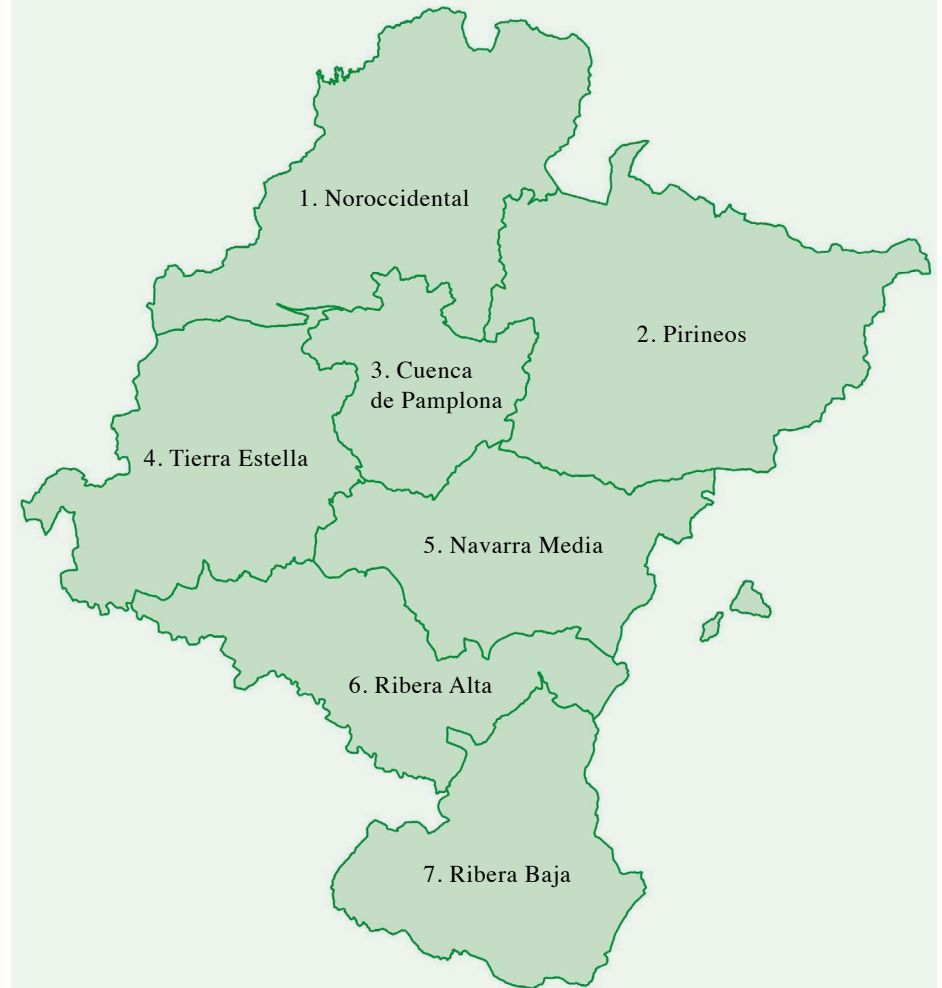 1. Noroccidental
2. Pirineos
3. Cuenca
de Pamplona
4. Tierra Estella
5. Navarra Media
6. Ribera Alta
7. Ribera Baja